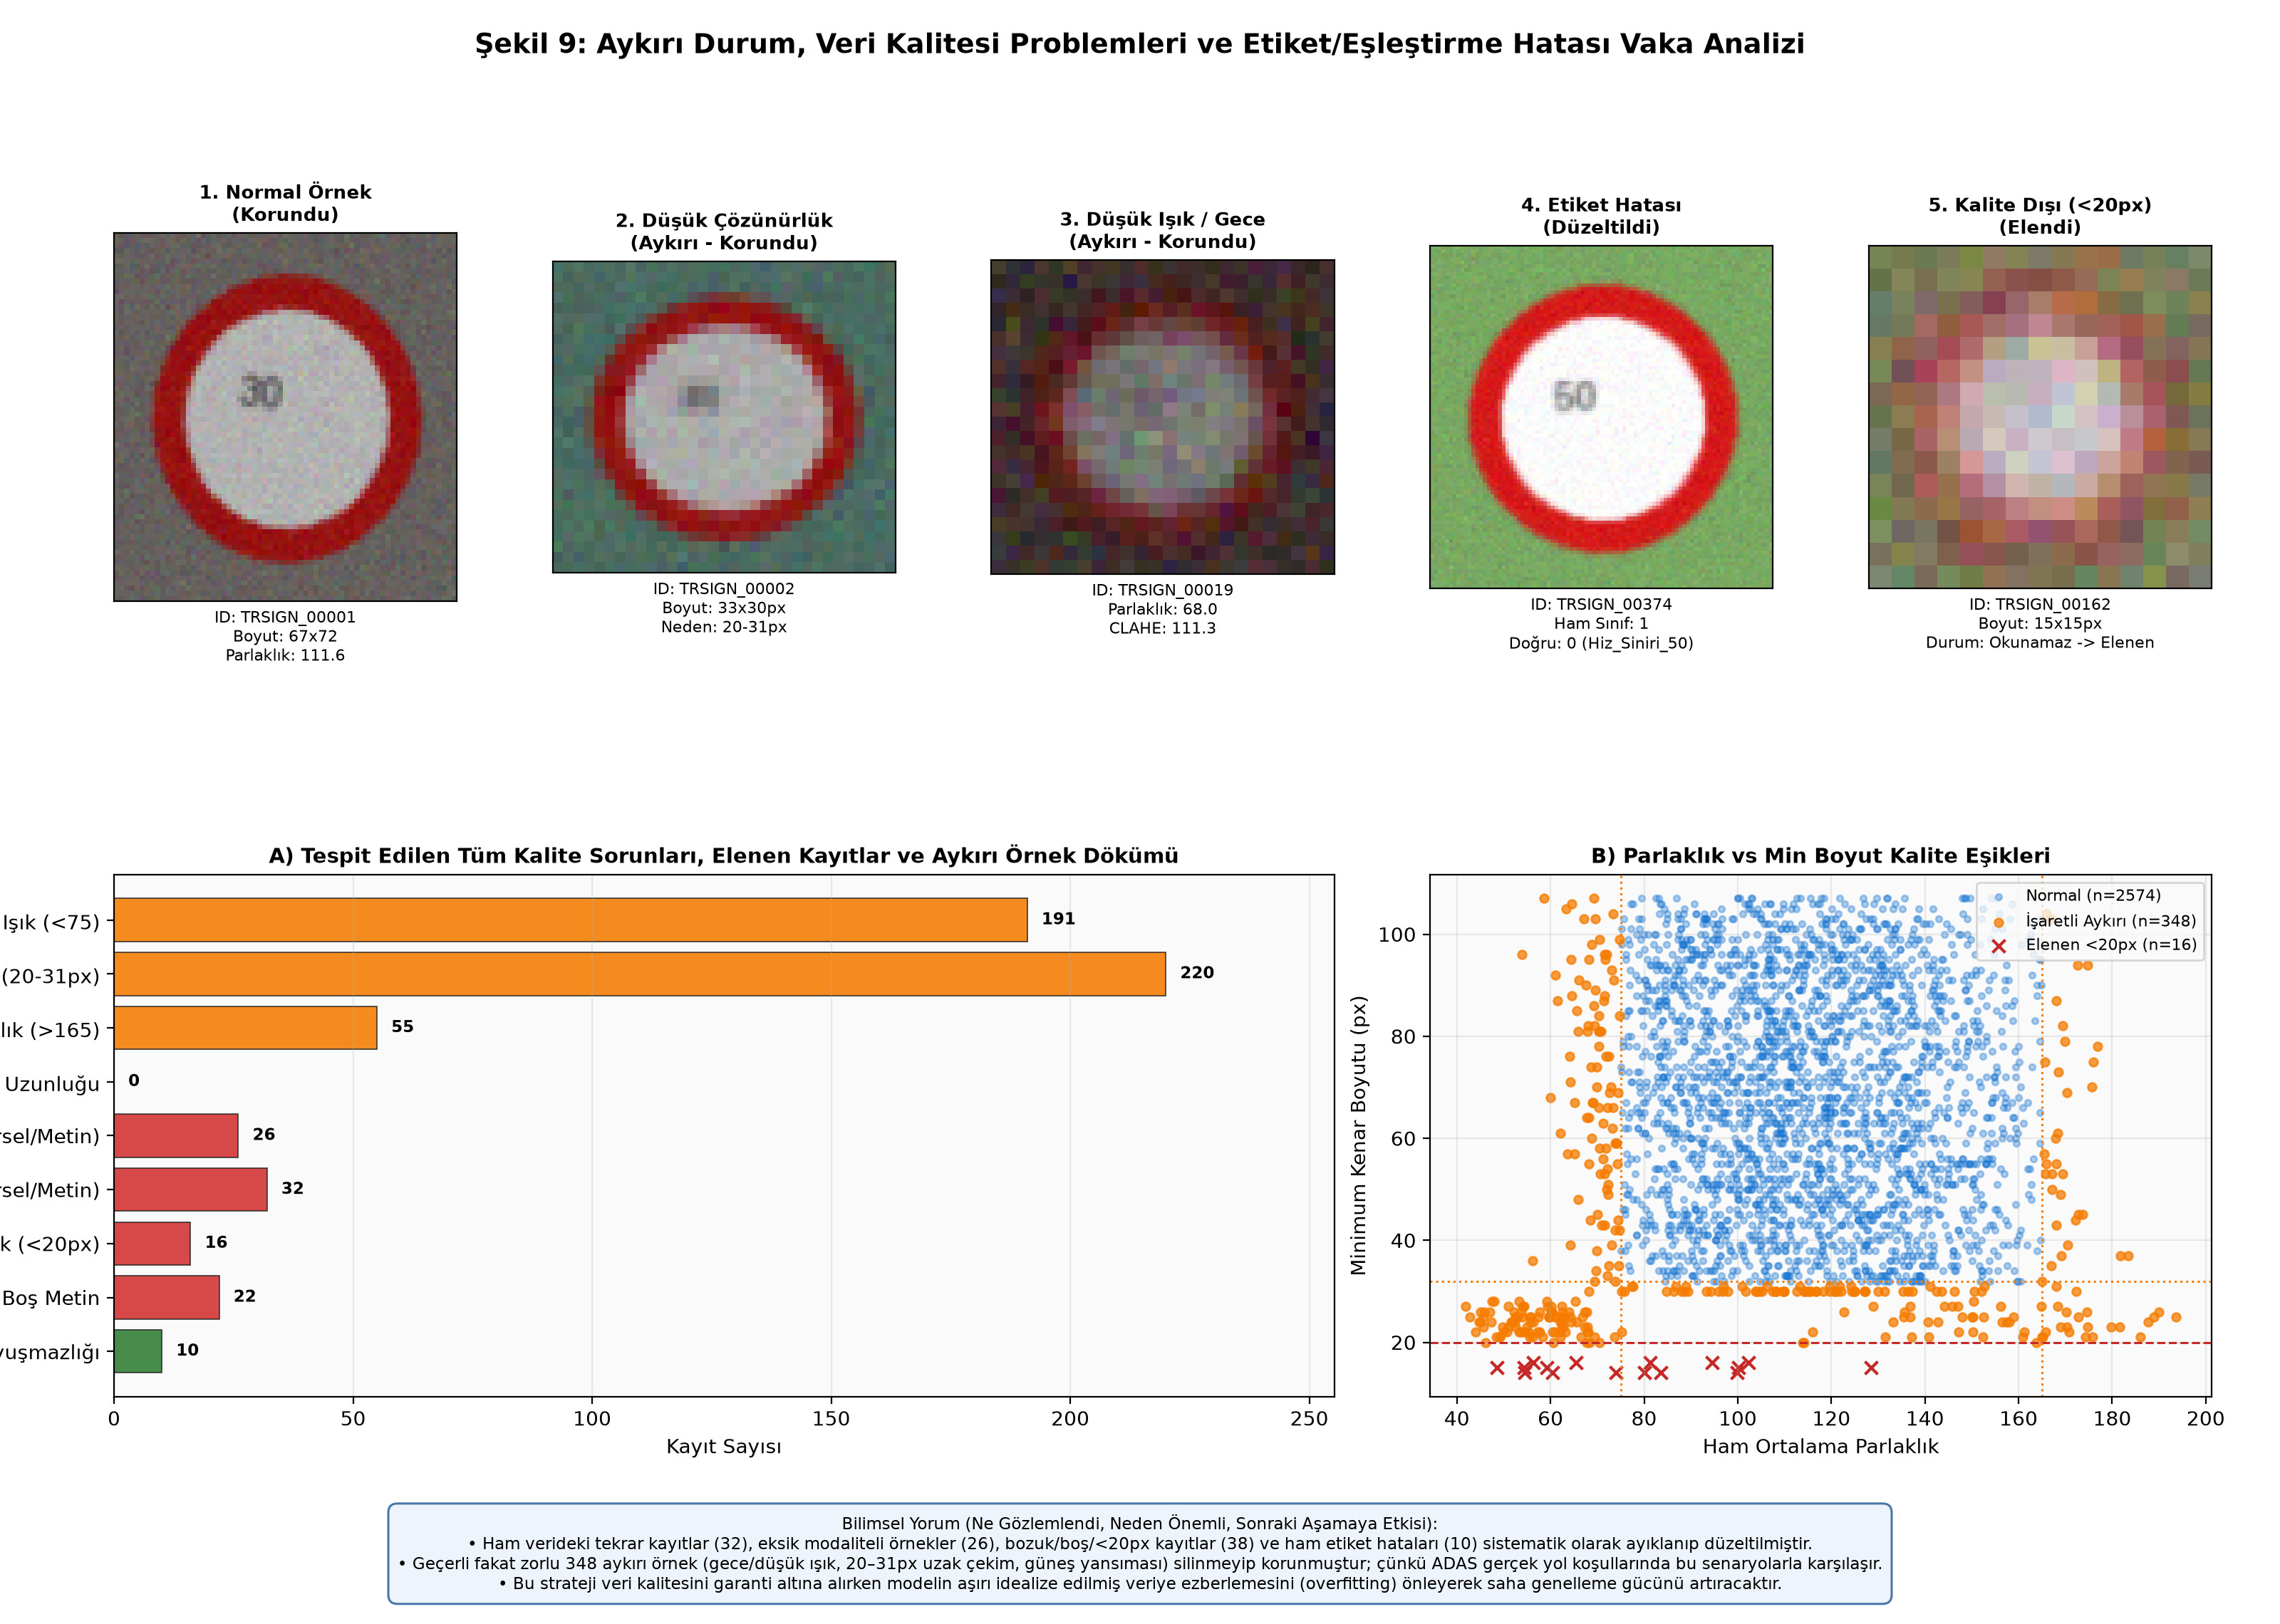 Şekil 9: Aykırı Durum, Veri Kalitesi Problemleri ve Etiket/Eşleştirme Hatası Vaka Analizi
1. Normal Örnek
(Korundu)
30
ID: TRSIGN_00001
Boyut: 67x72
Parlaklık: 111.6
2. Düşük Çözünürlük
(Aykırı - Korundu)
ID: TRSIGN_00002
Boyut: 33x30px
Neden: 20-31px
3. Düşük Işık / Gece
(Aykırı - Korundu)
ID: TRSIGN_00019
Parlaklık: 68.0
CLAHE: 111.3
4. Etiket Hatası
(Düzeltildi)
50
ID: TRSIGN_00374
Ham Sınıf: 1
Doğru: 0 (Hiz_Siniri_50)
5. Kalite Dışı (<20px)
(Elendi)
ID: TRSIGN_00162
Boyut: 15x15px
Durum: Okunamaz -> Elenen
A) Tespit Edilen Tüm Kalite Sorunları, Elenen Kayıtlar ve Aykırı Örnek Dökümü
Işık (<75)
191
(20-31px)
220
lık (>165)
55
Uzunluğu
0
rsel/Metin)
26
rsel/Metin)
32
k (<20px)
16
Boş Metin
22
uşmazlığı
10
0 50 100 150 200 250
Kayıt Sayısı
B) Parlaklık vs Min Boyut Kalite Eşikleri
Normal (n=2574)
İşaretli Aykırı (n=348)
Elenen <20px (n=16)
Minimum Kenar Boyutu (px)
100
80
60
40
20
40 60 80 100 120 140 160 180 200
Ham Ortalama Parlaklık
Bilimsel Yorum (Ne Gözlemlendi, Neden Önemli, Sonraki Aşamaya Etkisi):
• Ham verideki tekrar kayıtlar (32), eksik modaliteli örnekler (26), bozuk/boş/<20px kayıtlar (38) ve ham etiket hataları (10) sistematik olarak ayıklanıp düzeltilmiştir.
• Geçerli fakat zorlu 348 aykırı örnek (gece/düşük ışık, 20–31px uzak çekim, güneş yansıması) silinmeyip korunmuştur; çünkü ADAS gerçek yol koşullarında bu senaryolarla karşılaşır.
• Bu strateji veri kalitesini garanti altına alırken modelin aşırı idealize edilmiş veriye ezberlemesini (overfitting) önleyerek saha genelleme gücünü artıracaktır.